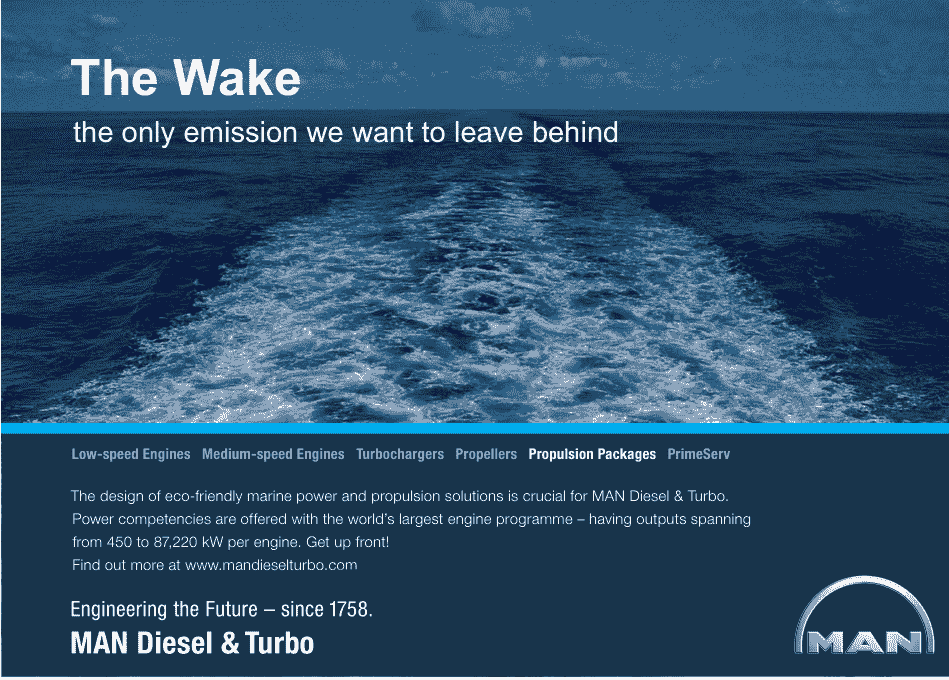 The Wake
the only emission we want to leave behind
Low-speed Engines Medium-speed Engines Turbochargers Propellers Propulsion Packages PrimeServ
The design of eco-friendly marine power and propulsion solutions is crucial for MAN Diesel & Turbo.
Power competencies are offered with the world's largest engine programme – having outputs spanning
from 450 to 87,220 kW per engine. Get up front!
Find out more at www.mandieselturbo.com
Engineering the Future – since 1758.
MAN Diesel & Turbo
MAN